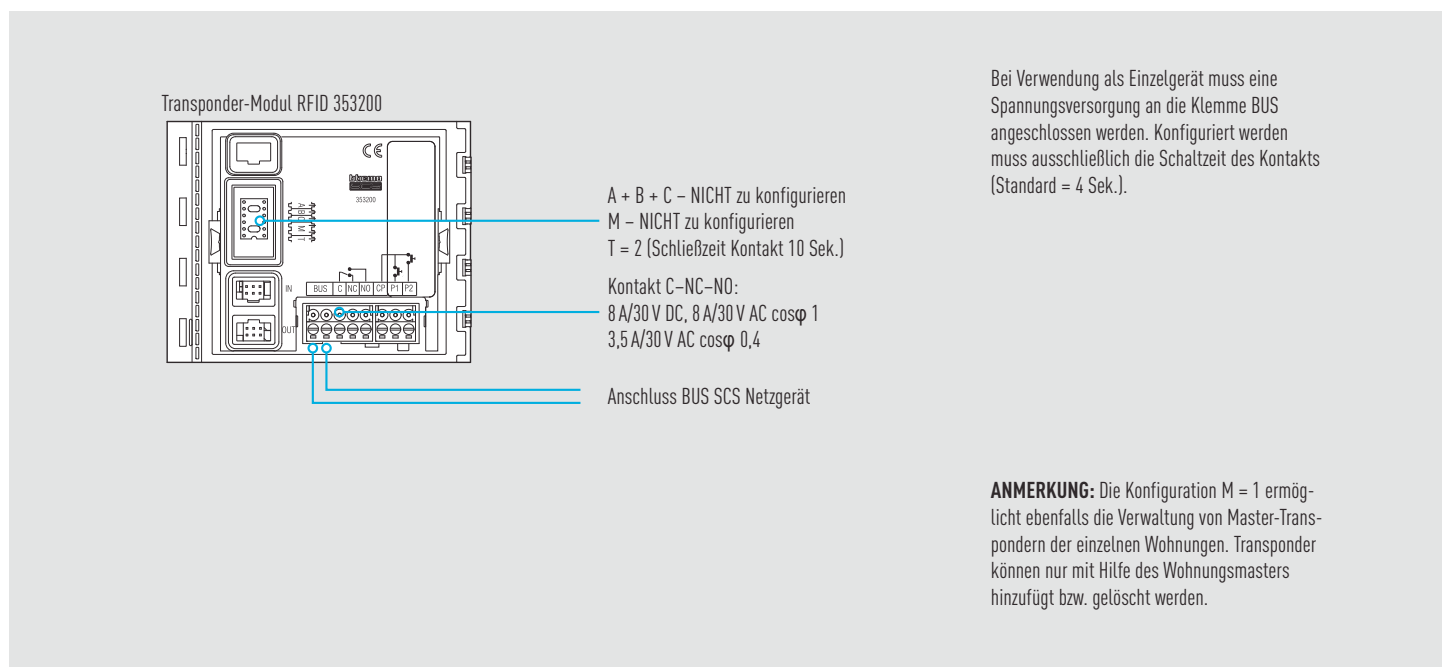 Transponder-Modul RFID 353200
353200
A
B
C
M
T
IN
OUT
BUS C NC NO CP P1 P2
A + B + C – NICHT zu konfigurieren
M – NICHT zu konfigurieren
T = 2 (Schließzeit Kontakt 10 Sek.)
Kontakt C–NC–NO:
8 A/30 V DC, 8 A/30 V AC cosφ 1
3,5 A/30 V AC cosφ 0,4
Anschluss BUS SCS Netzgerät
Bei Verwendung als Einzelgerät muss eine
Spannungsversorgung an die Klemme BUS
angeschlossen werden. Konfiguriert werden
muss ausschließlich die Schaltzeit des Kontakts
(Standard = 4 Sek.).
ANMERKUNG: Die Konfiguration M = 1 ermög-
licht ebenfalls die Verwaltung von Master-Trans-
pondern der einzelnen Wohnungen. Transponder
können nur mit Hilfe des Wohnungsmasters
hinzufügt bzw. gelöscht werden.